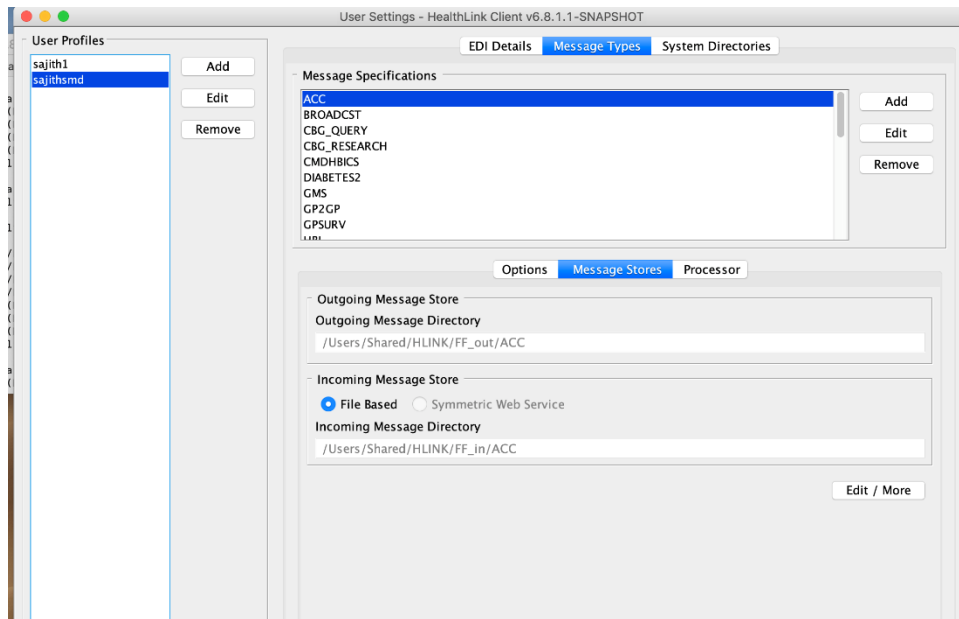 User Settings - HealthLink Client v6.8.1.1-SNAPSHOT
User Profiles
sajith1
sajithsmd
Add
Edit
Remove
EDI Details Message Types System Directories
Message Specifications
ACC
BROADCST
CBG_QUERY
CBG_RESEARCH
CMDHBICS
DIABETES2
GMS
GP2GP
GPSURV
Add
Edit
Remove
Options Message Stores Processor
Outgoing Message Store
Outgoing Message Directory
/Users/Shared/HLINK/FF_out/ACC
Incoming Message Store
File Based Symmetric Web Service
Incoming Message Directory
/Users/Shared/HLINK/FF_in/ACC
Edit / More